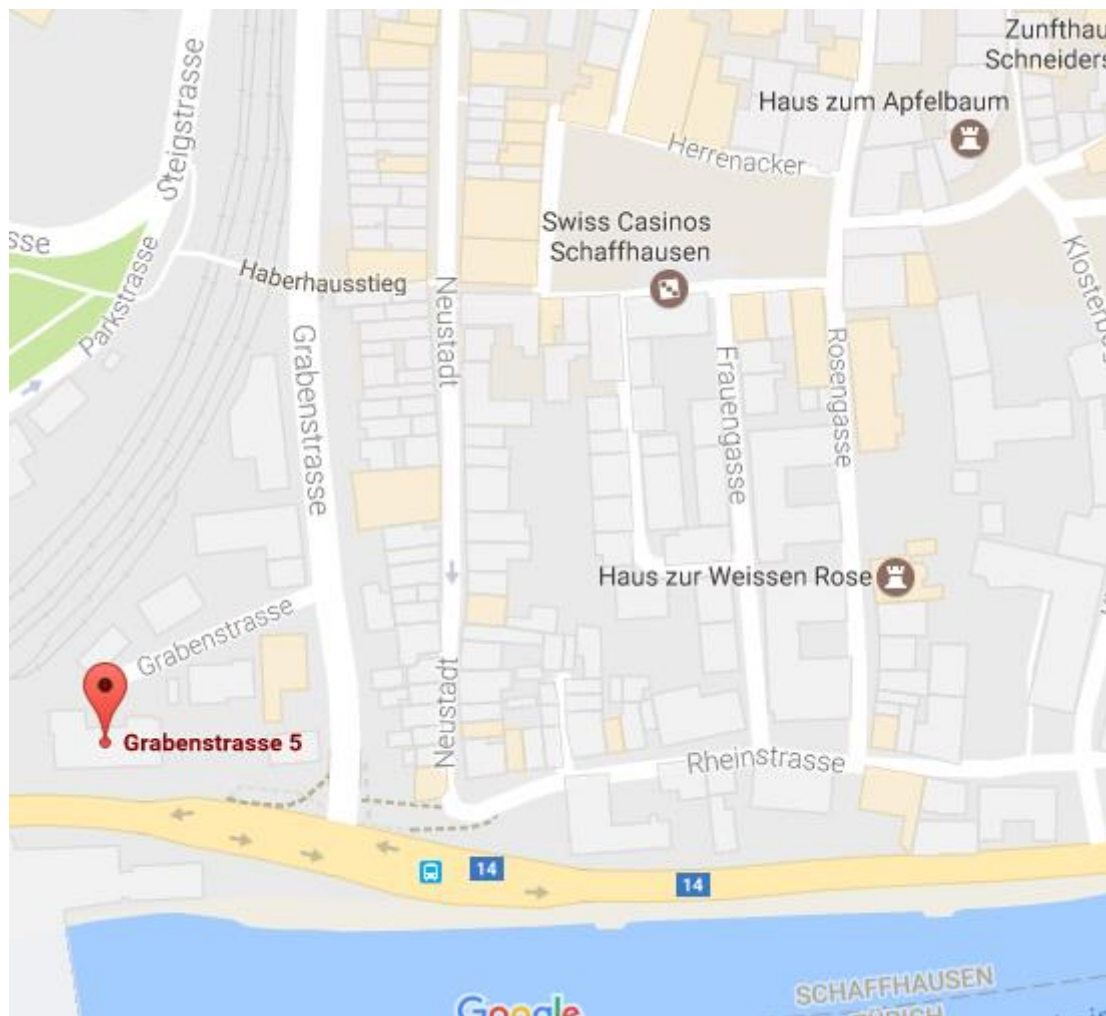 Zunfthau
Schneiders
Haus zum Apfelbaum
Steigstrasse
Herrenacker
Swiss Casinos
Schaffhausen
sse
Haberhausstieg
Parkstrasse
Neustadt
Grabenstrasse
Frauengasse
Rosengasse
Haus zur Weissen Rose
Grabenstrasse
Neustadt
Grabenstrasse 5
Rheinstrasse
14
14
Google
SCHAFFHAUSEN